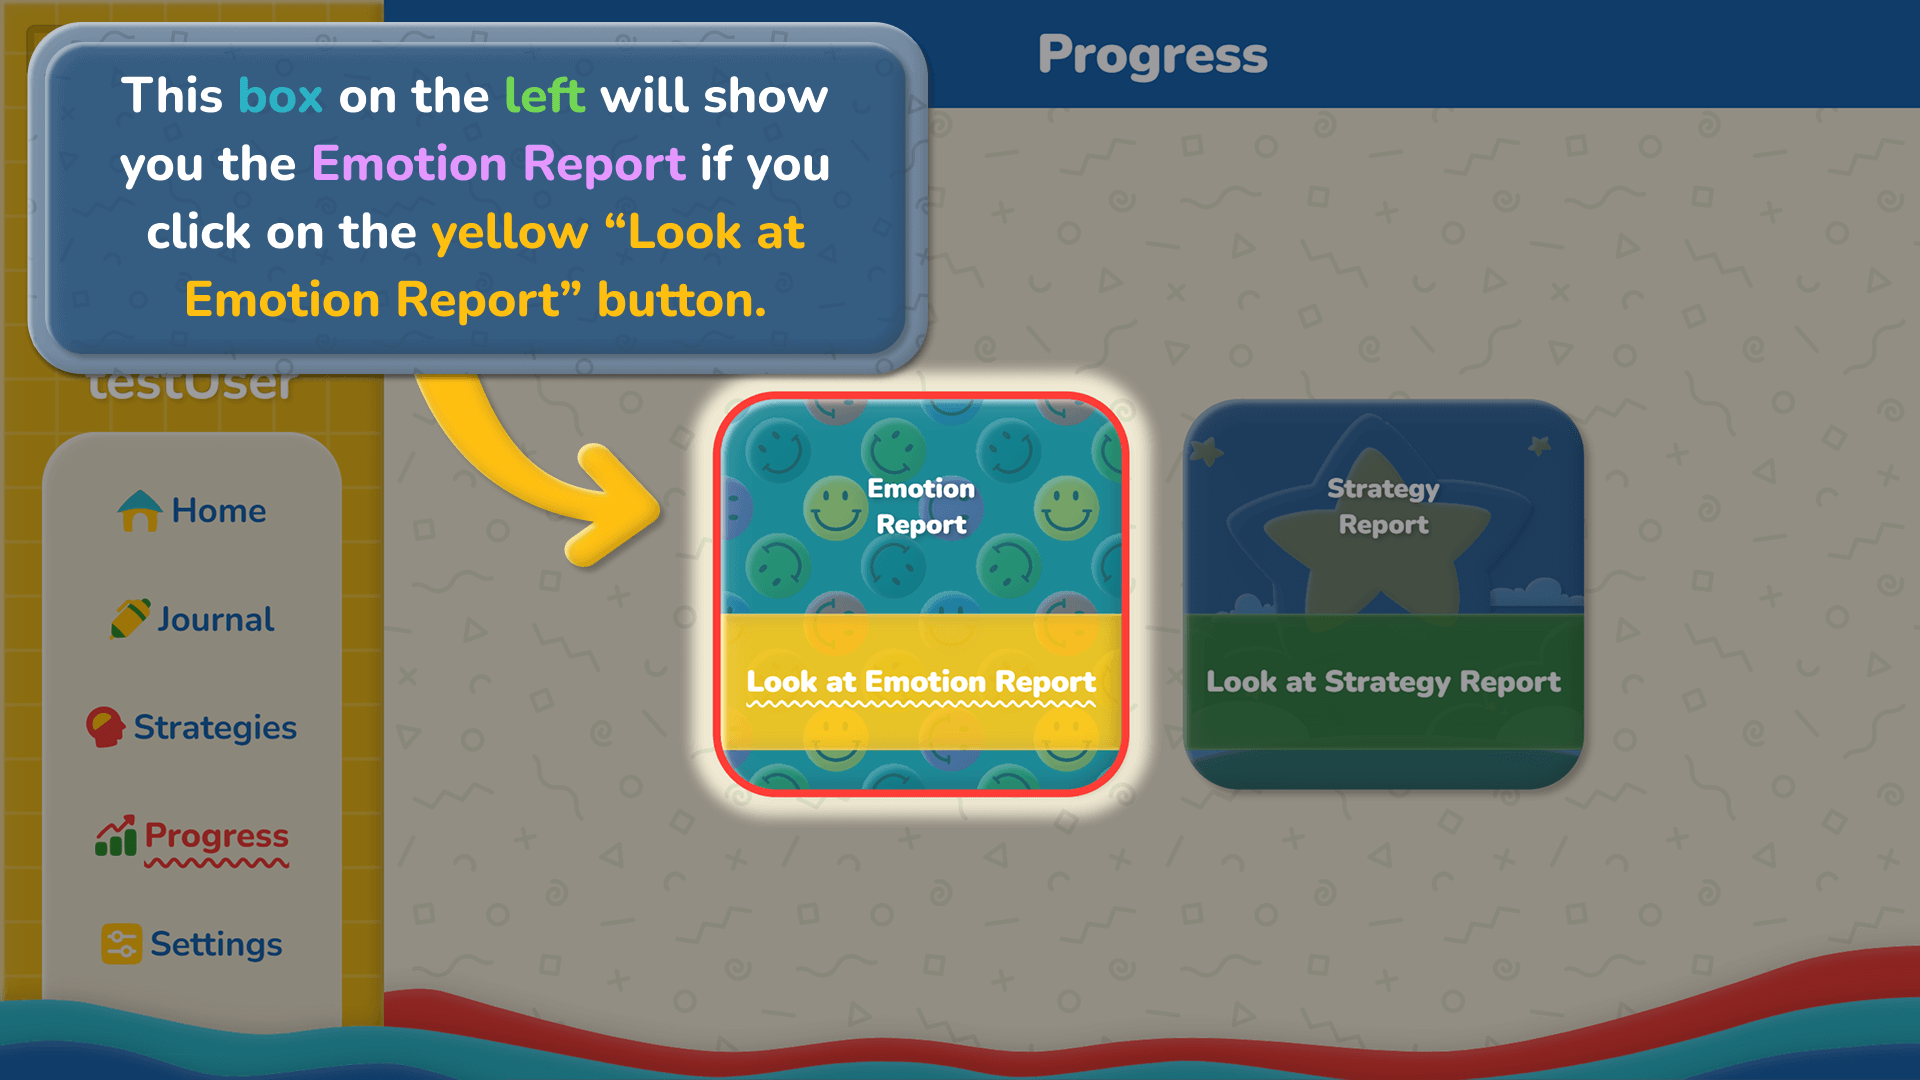 Progress
This box on the left will show
you the Emotion Report if you
click on the yellow “Look at
Emotion Report” button.
testUser
Home
Journal
Strategies
Progress
Settings
Emotion
Report
Look at Emotion Report
Strategy
Report
Look at Strategy Report